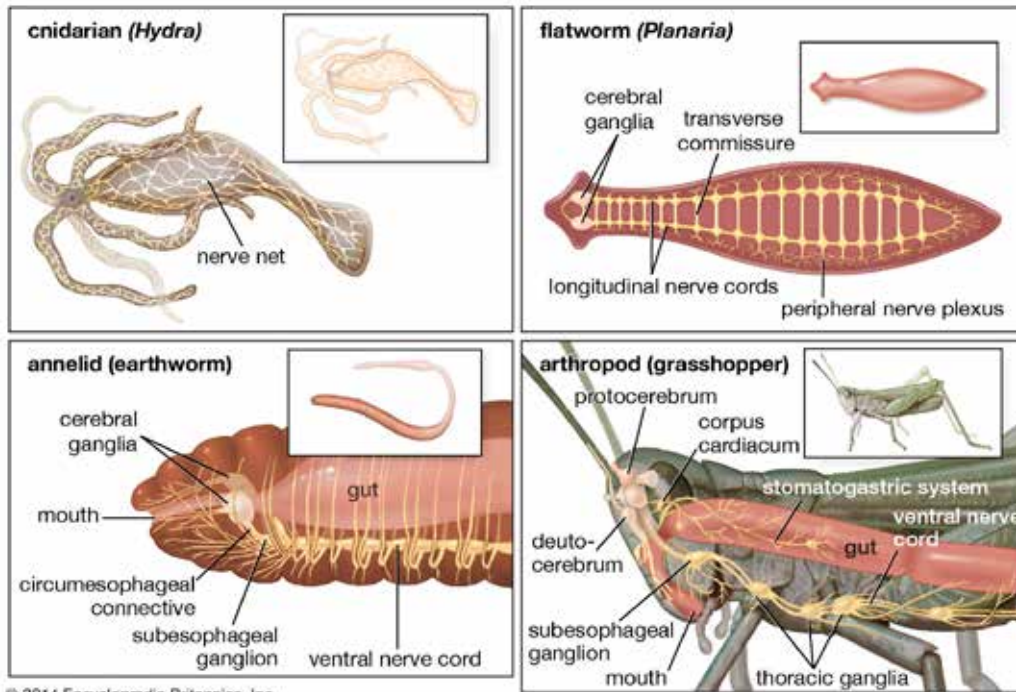 cnidarian (Hydra)
nerve net
flatworm (Planaria)
cerebral
ganglia
transverse
commissure
longitudinal nerve cords
peripheral nerve plexus
annelid (earthworm)
cerebral
ganglia
gut
mouth
circumesophageal
connective
subesophageal
ganglion
ventral nerve cord
arthropod (grasshopper)
protocerebrum
corpus
cardiacum
stomatogastric system
ventral nerve
cord
gut
deuto-
cerebrum
subesophageal
ganglion
mouth
thoracic ganglia